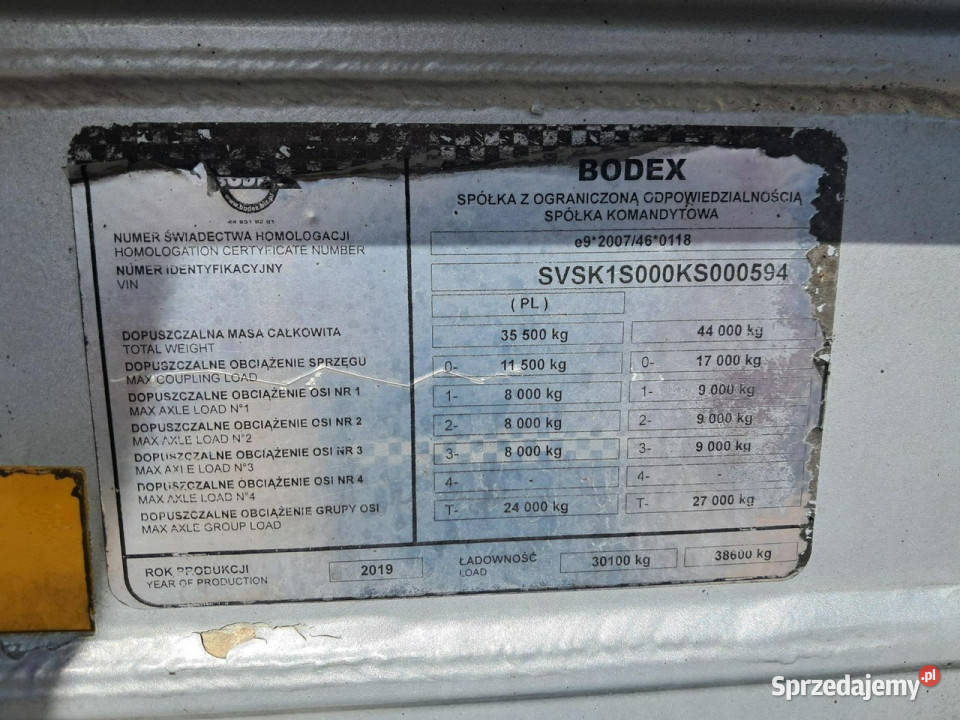 BODEX
www.bodex.biz.pl
BODEX
SPÓŁKA Z OGRANICZONĄ ODPOWIEDZIALNOŚCIĄ
SPÓŁKA KOMANDYTOWA
NUMER ŚWIADECTWA HOMOLOGACJI
HOMOLOGATION CERTYFICATE NUMBER
e9*2007/46*0118
NUMER IDENTYFIKACYJNY
VIN
SVSK1S000KS000594
(PL)
DOPUSZCZALNA MASA CAŁKOWITA
TOTAL WEIGHT
35 500 kg 44 000 kg
DOPUSZCZALNE OBCIĄŻENIE SPRZĘGU
MAX COUPLING LOAD
0- 11 500 kg 0- 17 000 kg
DOPUSZCZALNE OBCIĄŻENIE OSI NR 1
MAX AXLE LOAD N°1
1- 8 000 kg 1- 9 000 kg
DOPUSZCZALNE OBCIĄŻENIE OSI NR 2
MAX AXLE LOAD N°2
2- 8 000 kg 2- 9 000 kg
DOPUSZCZALNE OBCIĄŻENIE OSI NR 3
MAX AXLE LOAD N°3
3- 8 000 kg 3- 9 000 kg
DOPUSZCZALNE OBCIĄŻENIE OSI NR 4
MAX AXLE LOAD N°4
4- - 4- -
DOPUSZCZALNE OBCIĄŻENIE GRUPY OSI
MAX AXLE GROUP LOAD
T- 24 000 kg T- 27 000 kg
ROK PRODUKCJI
YEAR OF PRODUCTION
2019
ŁADOWNOŚĆ
LOAD
30100 kg 38600 kg
Sprzedajemy.pl